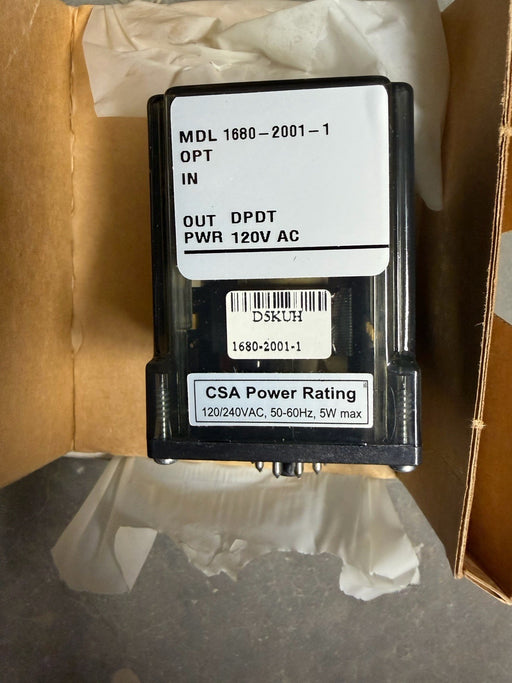 MDL 1680-2001-1
OPT
IN
OUT DPDT
PWR 120V AC
D5KUH
1680-2001-1
CSA Power Rating
120/240VAC, 50-60Hz, 5W max